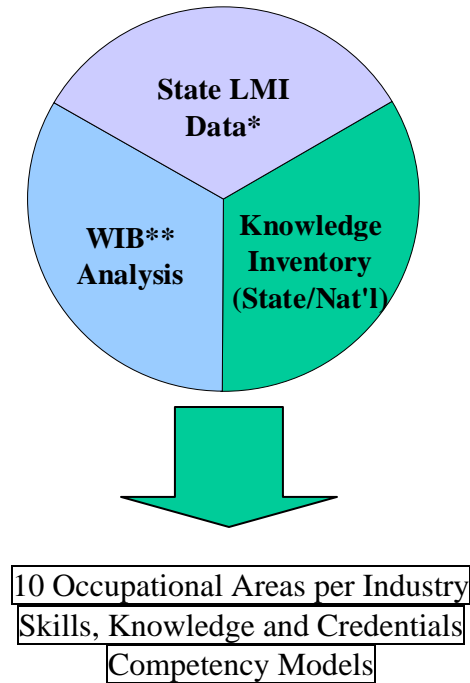 State LMI
Data*
WIB**
Analysis
Knowledge
Inventory
(State/Nat'l)
10 Occupational Areas per Industry
Skills, Knowledge and Credentials
Competency Models